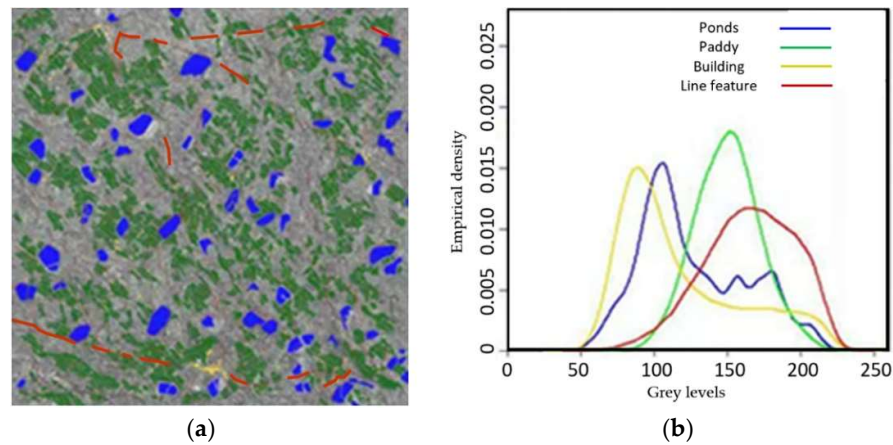 Ponds
Paddy
Building
Line feature
Empirical density
0.025
0.020
0.015
0.010
0.005
0
0 50 100 150 200 250
Grey levels
(a) (b)